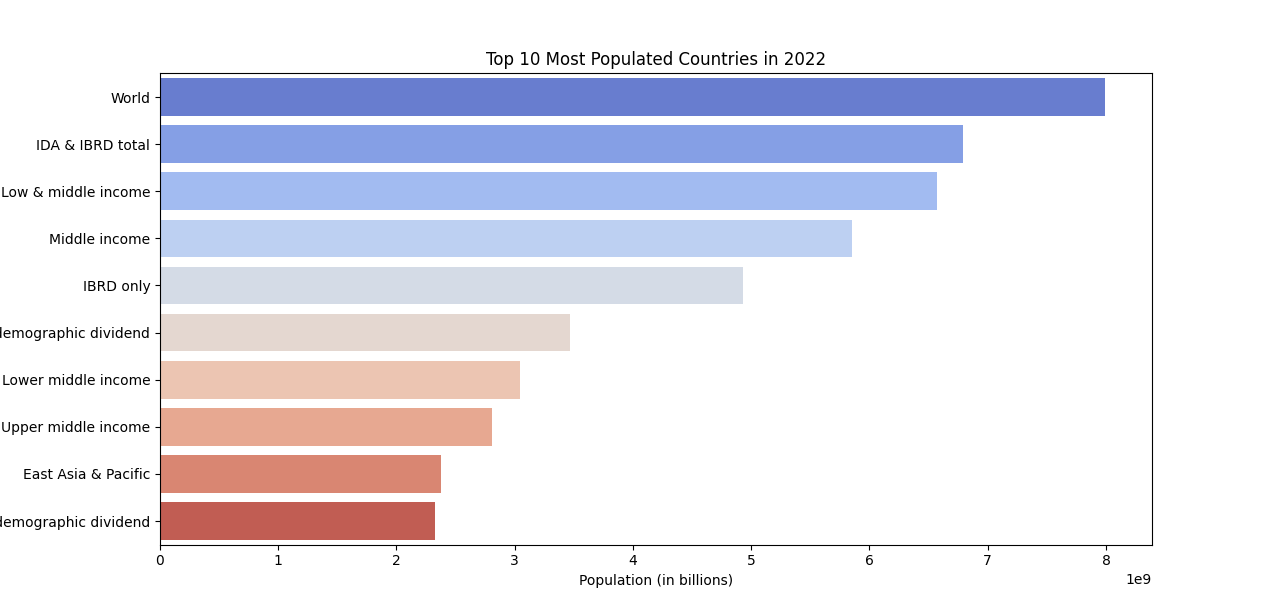 Top 10 Most Populated Countries in 2022
World
IDA & IBRD total
Low & middle income
Middle income
IBRD only
demographic dividend
Lower middle income
Upper middle income
East Asia & Pacific
demographic dividend
0 1 2 3 4 5 6 7 8
1e9
Population (in billions)